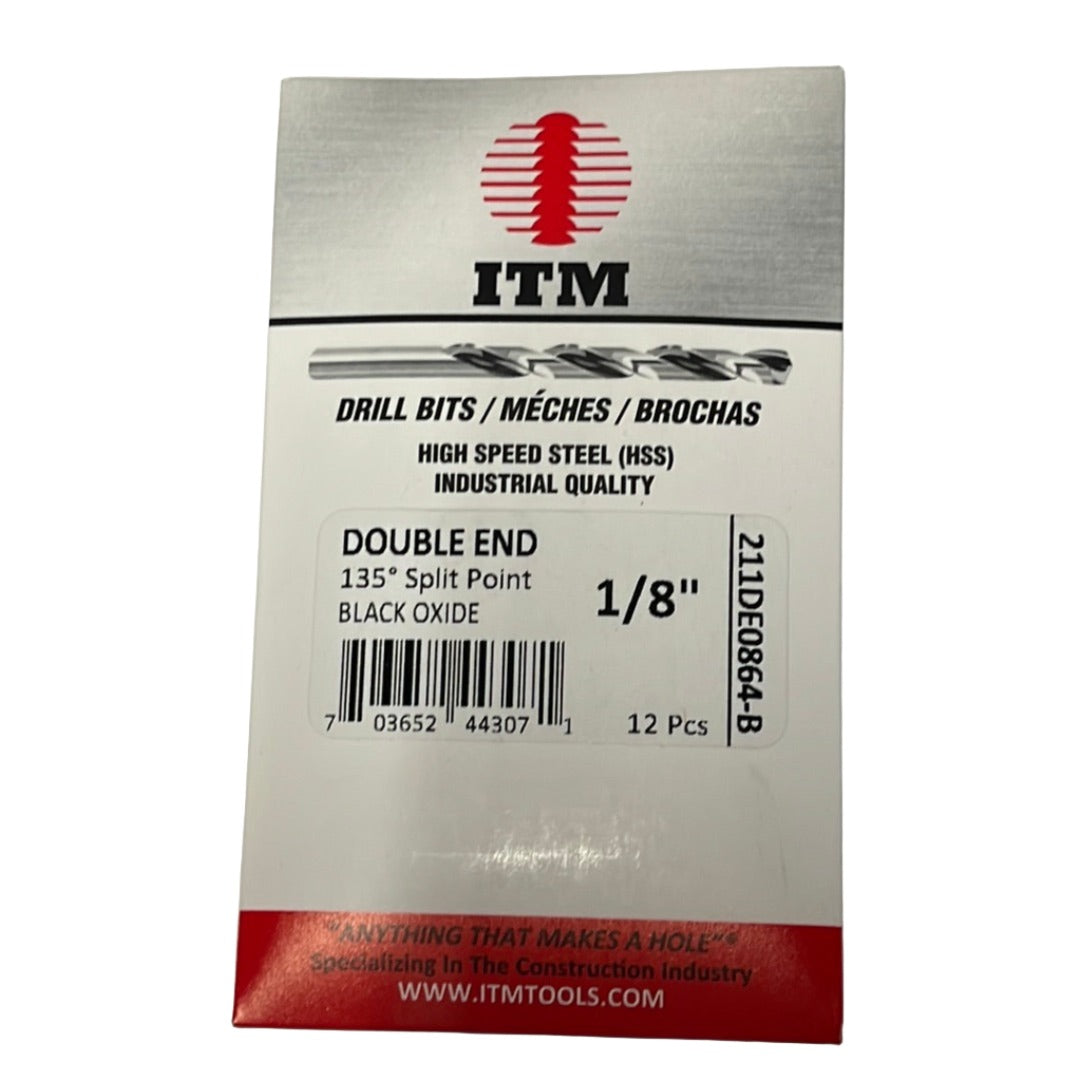 ITM
DRILL BITS / MÉCHES / BROCHAS
HIGH SPEED STEEL (HSS)
INDUSTRIAL QUALITY
DOUBLE END
135° Split Point
BLACK OXIDE
1/8"
7 03652 44307 1
12 Pcs
211DE0864-B
"ANYTHING THAT MAKES A HOLE"®
Specializing In The Construction Industry
WWW.ITMTOOLS.COM